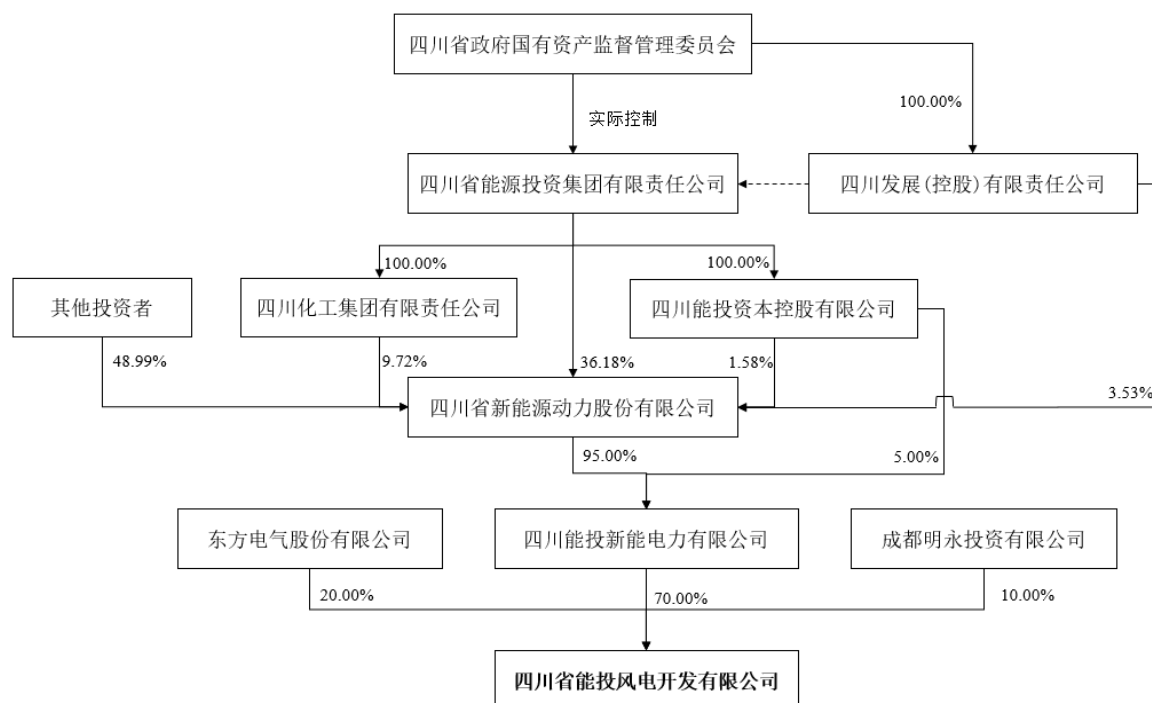 四川省政府国有资产监督管理委员会
100.00%
实际控制
四川省能源投资集团有限责任公司
四川发展(控股)有限责任公司
100.00%
100.00%
其他投资者
四川化工集团有限责任公司
四川能投资本控股有限公司
48.99%
9.72%
36.18%
1.58%
3.53%
四川省新能源动力股份有限公司
95.00%
5.00%
东方电气股份有限公司
四川能投新能电力有限公司
成都明永投资有限公司
20.00%
70.00%
10.00%
四川省能投风电开发有限公司